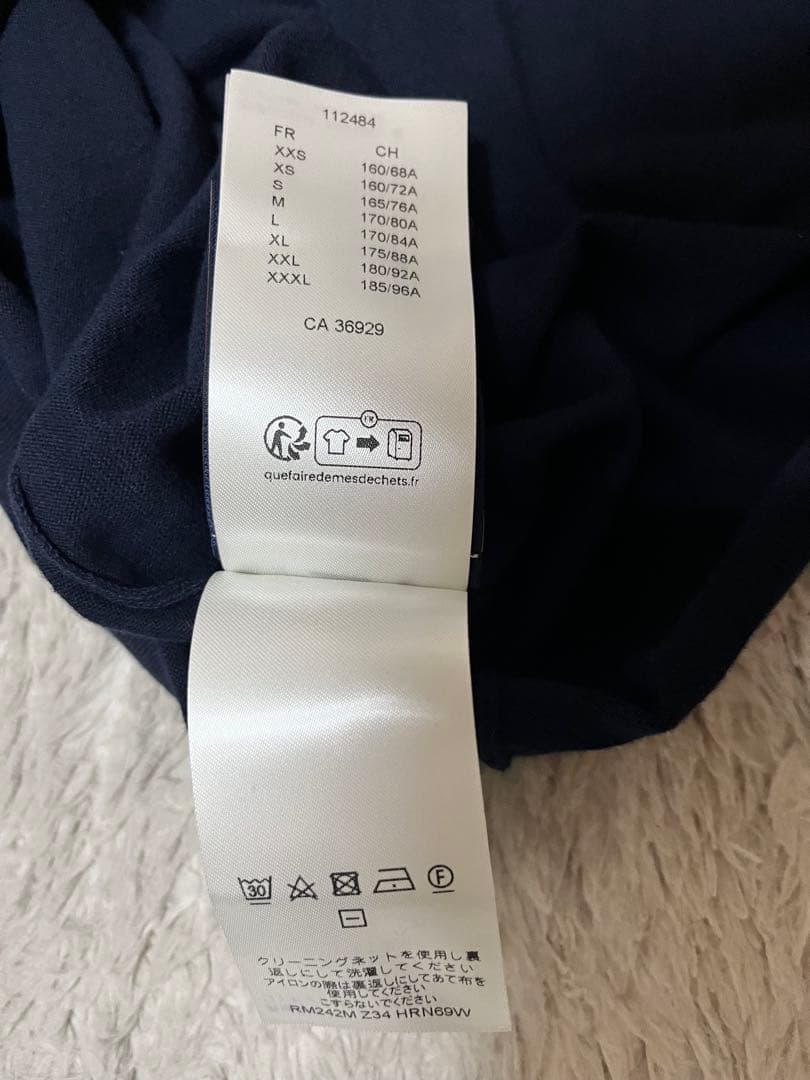 112484
FR CH
XXS 160/68A
XS 160/72A
S 165/76A
M 170/80A
L 170/84A
XL 175/88A
XXL 180/92A
XXXL 185/96A
CA 36929
FR
quefairedemesdechets.fr
30
F
クリーニングネットを使用し裏
返しにして洗濯してください
アイロンの際は裏返しにしてあて布を
使用してください
こすらないでください
RM242M Z34 HRN69W